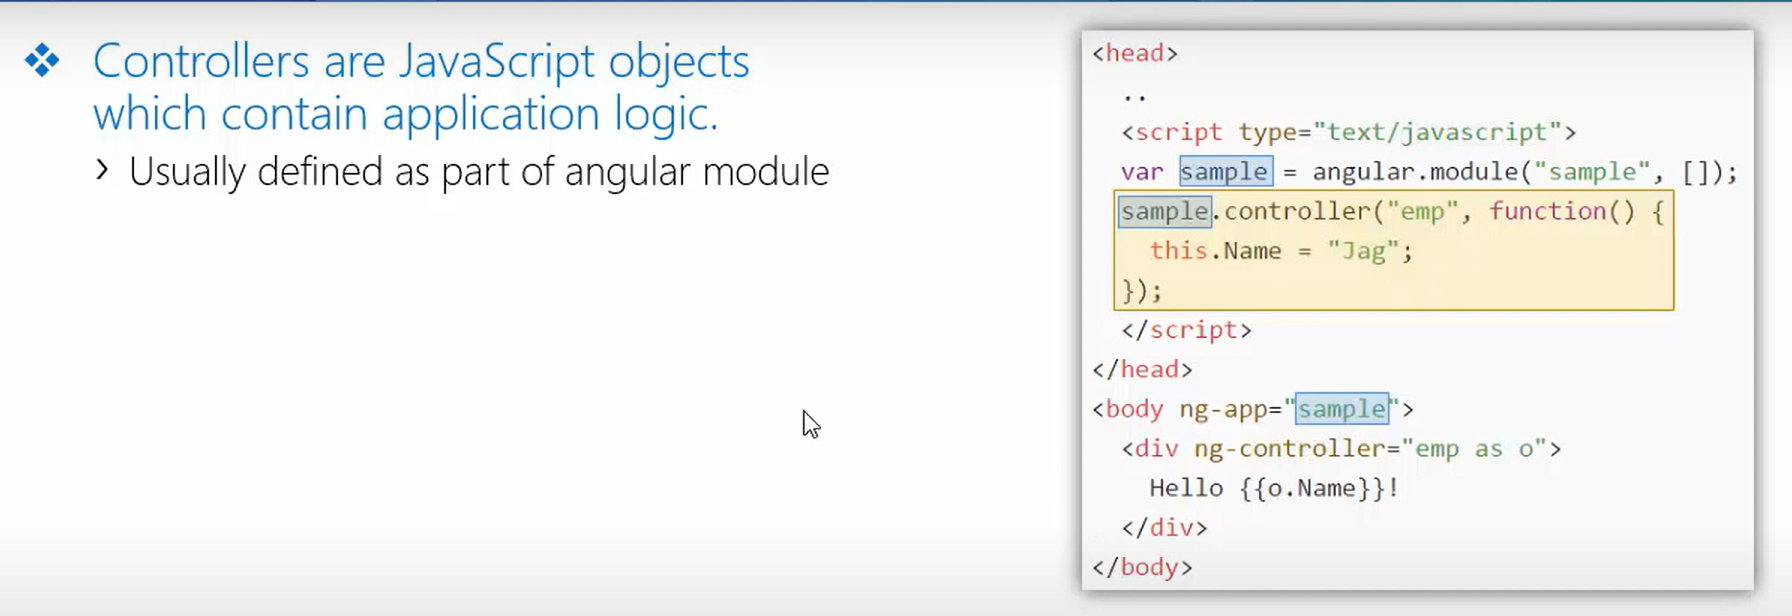 Controllers are JavaScript objects
which contain application logic.
› Usually defined as part of angular module
<head>
..
<script type="text/javascript">
var sample = angular.module("sample", []);
sample.controller("emp", function() {
this.Name = "Jag";
});
</script>
</head>
<body ng-app="sample">
<div ng-controller="emp as o">
Hello {{o.Name}}!
</div>
</body>